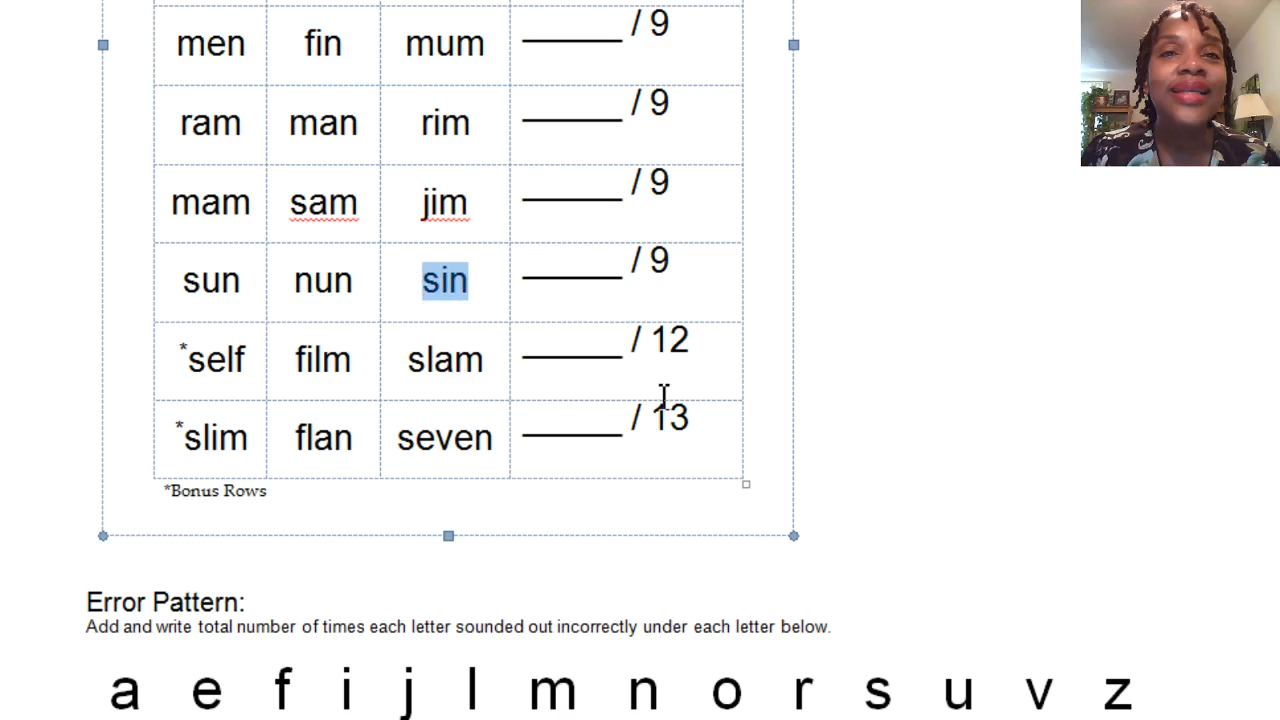 men fin mum ______ / 9
ram man rim ______ / 9
mam sam jim ______ / 9
sun nun sin ______ / 9
*self film slam ______ / 12
*slim flan seven ______ / 13
*Bonus Rows
Error Pattern:
Add and write total number of times each letter sounded out incorrectly under each letter below.
a e f i j l m n o r s u v z